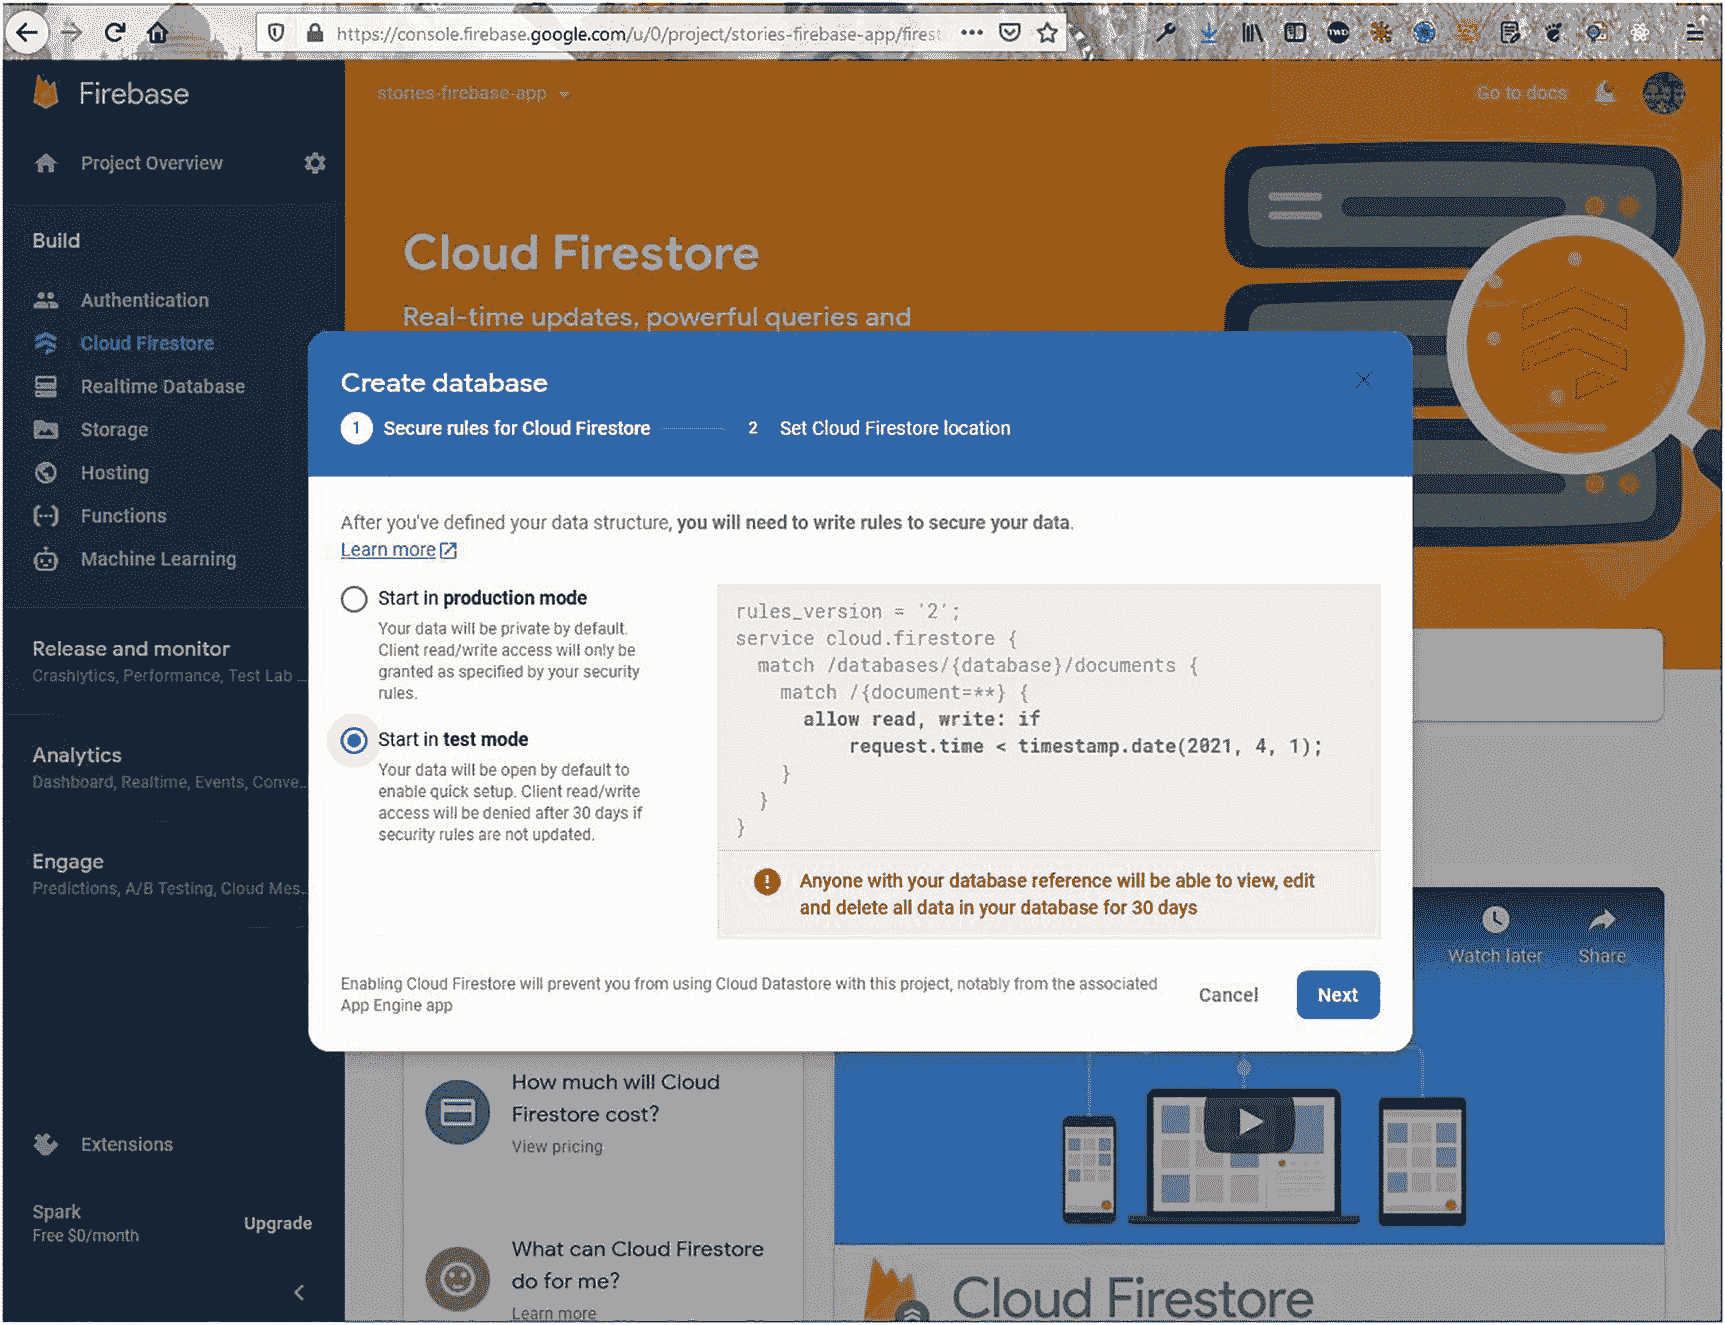 https://console.firebase.google.com/u/0/project/stories-firebase-app/firest
Firebase
stories-firebase-app
Go to docs
Project Overview
Build
Authentication
Cloud Firestore
Realtime Database
Storage
Hosting
Functions
Machine Learning
Release and monitor
Crashlytics, Performance, Test Lab ...
Analytics
Dashboard, Realtime, Events, Conve...
Engage
Predictions, A/B Testing, Cloud Mes...
Extensions
Spark
Free $0/month
Upgrade
Cloud Firestore
Real-time updates, powerful queries and
Create database
1 Secure rules for Cloud Firestore
2 Set Cloud Firestore location
After you've defined your data structure, you will need to write rules to secure your data.
Learn more
Start in production mode
Your data will be private by default.
Client read/write access will only be
granted as specified by your security
rules.
Start in test mode
Your data will be open by default to
enable quick setup. Client read/write
access will be denied after 30 days if
security rules are not updated.
rules_version = '2';
service cloud.firestore {
match /databases/{database}/documents {
match /{document=**} {
allow read, write: if
request.time < timestamp.date(2021, 4, 1);
}
}
}
! Anyone with your database reference will be able to view, edit
and delete all data in your database for 30 days
Enabling Cloud Firestore will prevent you from using Cloud Datastore with this project, notably from the associated
App Engine app
Cancel
Next
Watch later
Share
How much will Cloud
Firestore cost?
View pricing
What can Cloud Firestore
do for me?
Learn more
Cloud Firestore